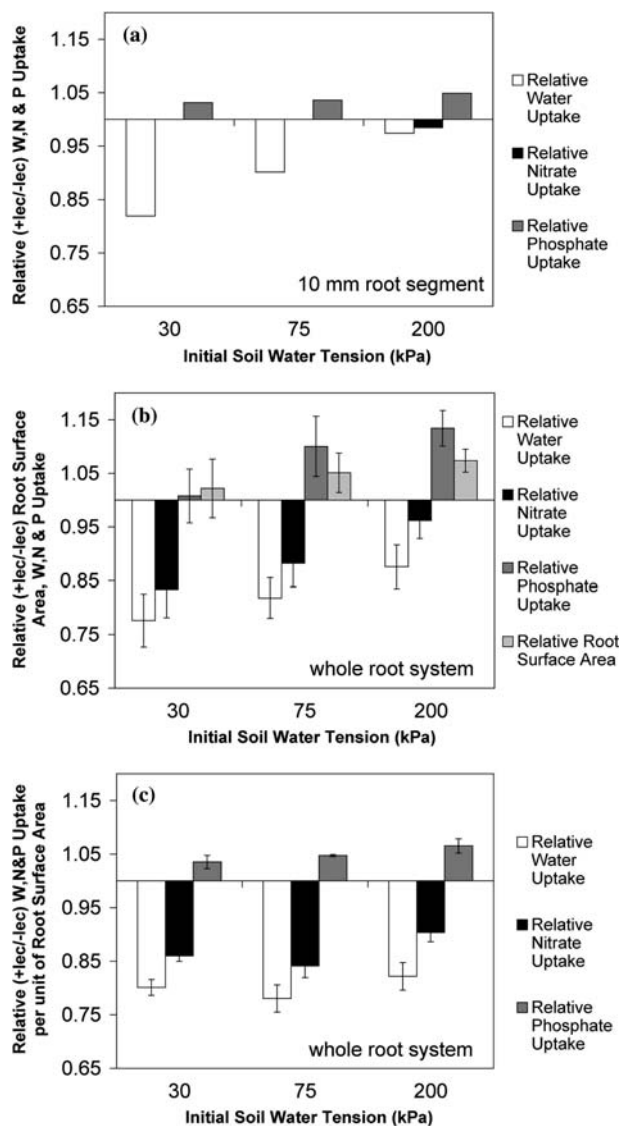 (a)
Relative (+lec/-lec) W,N & P Uptake
1.15
1.05
0.95
0.85
0.75
0.65
10 mm root segment
30
75
200
Initial Soil Water Tension (kPa)
Relative
Water
Uptake
Relative
Nitrate
Uptake
Relative
Phosphate
Uptake
(b)
Relative (+lec/-lec) Root Surface
Area, W,N & P Uptake
1.15
1.05
0.95
0.85
0.75
0.65
whole root system
30
75
200
Initial Soil Water Tension (kPa)
Relative
Water
Uptake
Relative
Nitrate
Uptake
Relative
Phosphate
Uptake
Relative Root
Surface Area
(c)
Relative (+lec/-lec) W,N&P Uptake
per unit of Root Surface Area
1.15
1.05
0.95
0.85
0.75
0.65
whole root system
30
75
200
Initial Soil Water Tension (kPa)
Relative
Water
Uptake
Relative
Nitrate
Uptake
Relative
Phosphate
Uptake